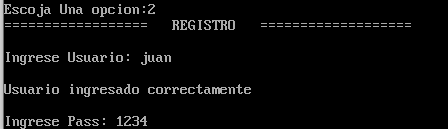 Escoja Una opcion:2
================== REGISTRO ===================
Ingrese Usuario: juan
Usuario ingresado correctamente
Ingrese Pass: 1234